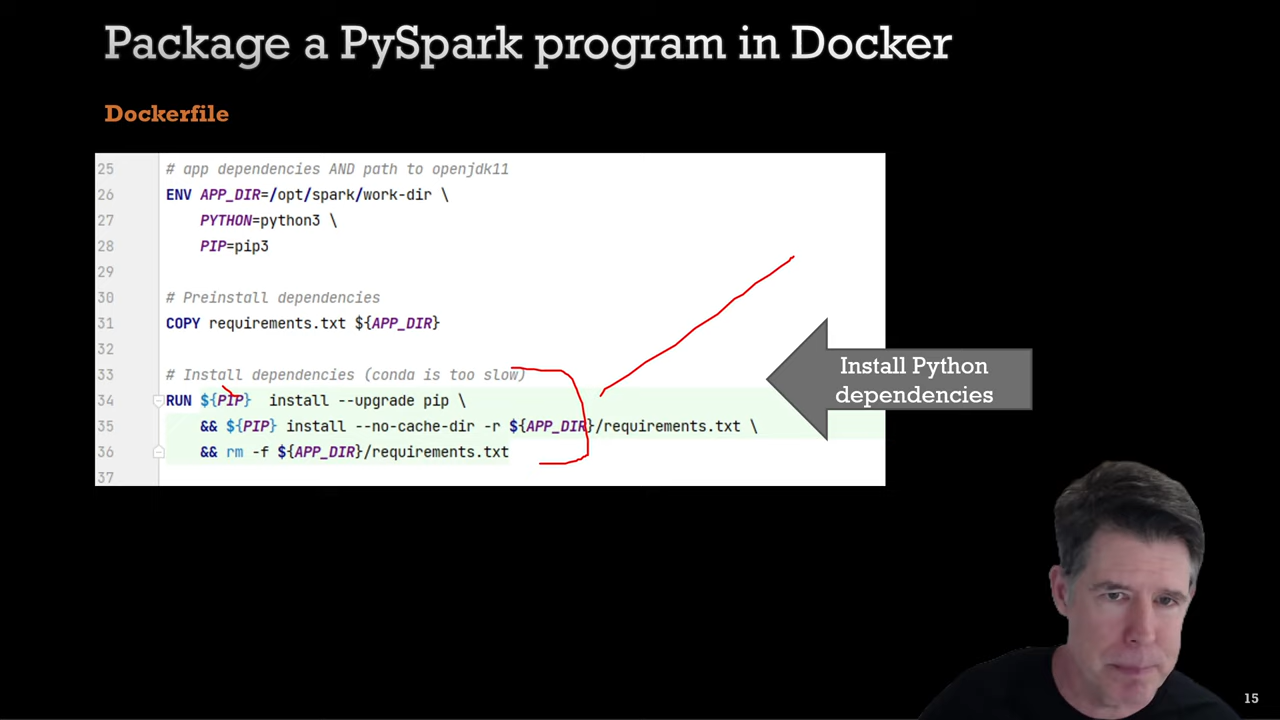 Package a PySpark program in Docker
Dockerfile
25 # app dependencies AND path to openjdk11
26 ENV APP_DIR=/opt/spark/work-dir \
27 PYTHON=python3 \
28 PIP=pip3
29
30 # Preinstall dependencies
31 COPY requirements.txt ${APP_DIR}
32
33 # Install dependencies (conda is too slow)
34 RUN ${PIP}  install --upgrade pip \
35 && ${PIP} install --no-cache-dir -r ${APP_DIR}/requirements.txt \
36 && rm -f ${APP_DIR}/requirements.txt
37
Install Python
dependencies
15